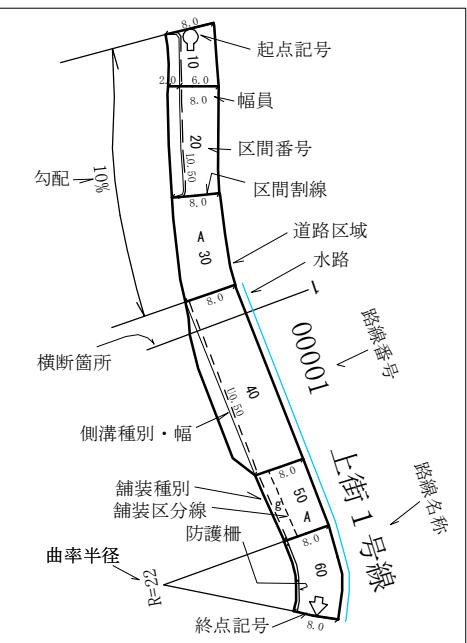 8.0
起点記号
10
2.0
6.0
8.0
幅員
20
区間番号
L0.50
10%
勾配
区間割線
8.0
道路区域
A
30
水路
8.0
1
00001
路線番号
横断箇所
40
U0.50
側溝種別・幅
上街1号線
路線名称
8.0
舗装種別
50
A
g
舗装区分線
防護柵
8.0
曲率半径
R=22
60
終点記号
8.0